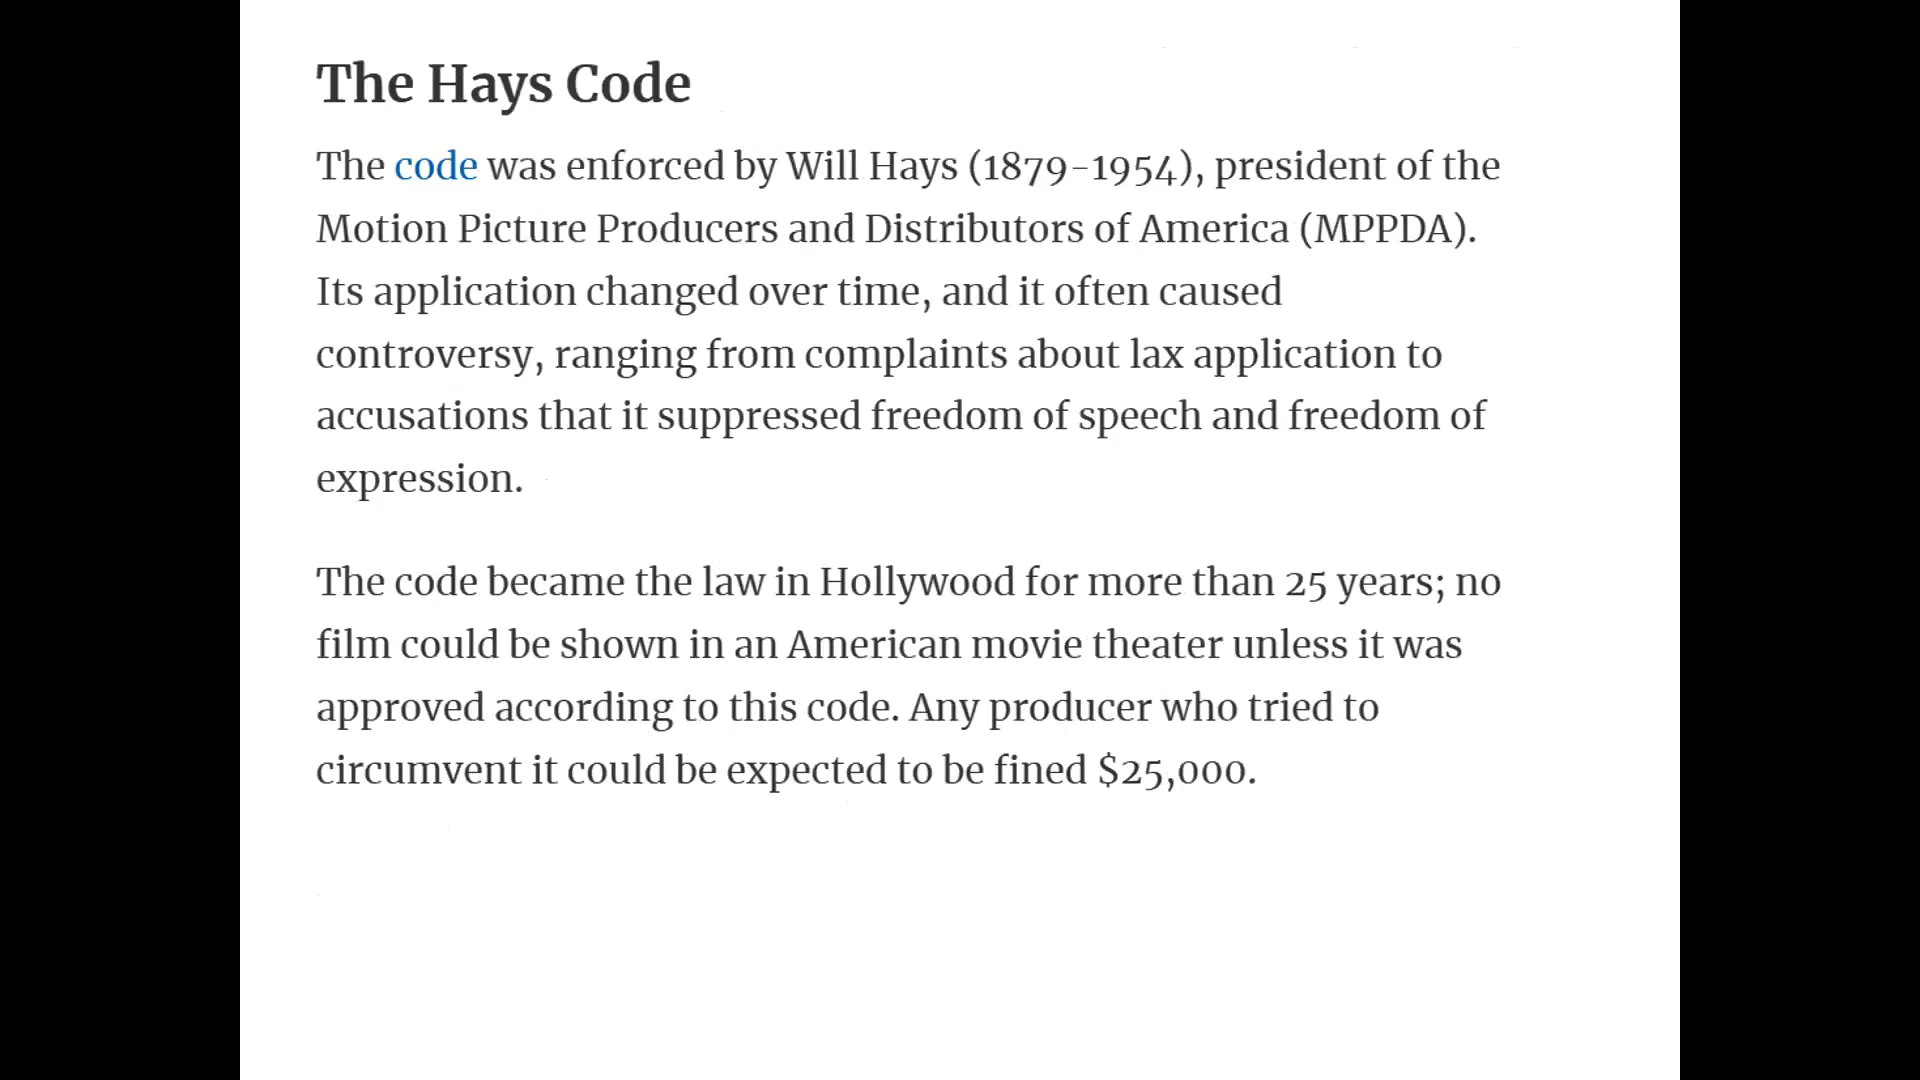 The Hays Code
The code was enforced by Will Hays (1879-1954), president of the
Motion Picture Producers and Distributors of America (MPPDA).
Its application changed over time, and it often caused
controversy, ranging from complaints about lax application to
accusations that it suppressed freedom of speech and freedom of
expression.
The code became the law in Hollywood for more than 25 years; no
film could be shown in an American movie theater unless it was
approved according to this code. Any producer who tried to
circumvent it could be expected to be fined $25,000.